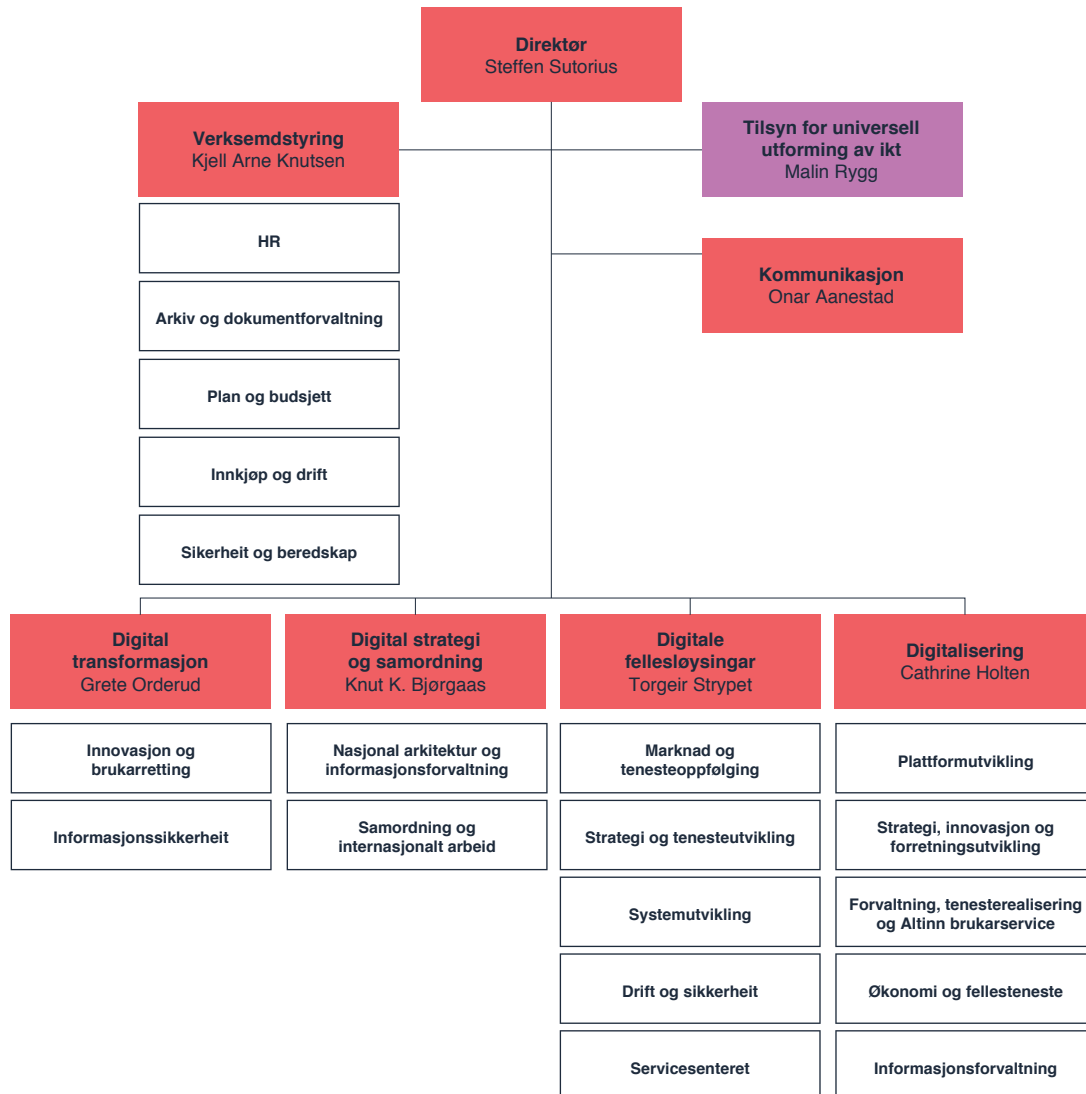 Direktør
Steffen Sutorius
Verksemdstyring
Kjell Arne Knutsen
Tilsyn for universell
utforming av ikt
Malin Rygg
HR
Kommunikasjon
Onar Aanestad
Arkiv og dokumentforvaltning
Plan og budsjett
Innkjøp og drift
Sikerheit og beredskap
Digital
transformasjon
Grete Orderud
Innovasjon og
brukarretting
Informasjonssikkerheit
Digital strategi
og samordning
Knut K. Bjørgaas
Nasjonal arkitektur og
informasjonsforvaltning
Samordning og
internasjonalt arbeid
Digitale
fellesløysingar
Torgeir Strypet
Marknad og
tenesteoppfølging
Strategi og tenesteutvikling
Systemutvikling
Drift og sikkerheit
Servicesenteret
Digitalisering
Cathrine Holten
Plattformutvikling
Strategi, innovasjon og
forretningsutvikling
Forvaltning, tenesterealisering
og Altinn brukarservice
Økonomi og fellesteneste
Informasjonsforvaltning